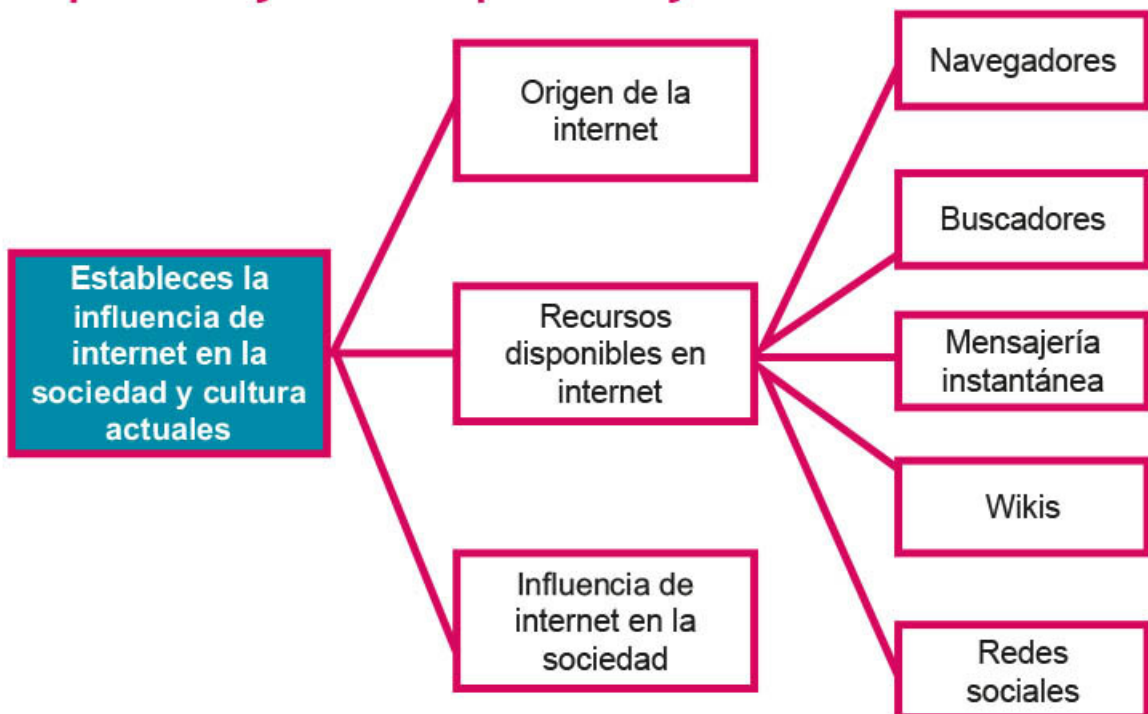 Estableces la
influencia de
internet en la
sociedad y cultura
actuales
Origen de la
internet
Recursos
disponibles en
internet
Influencia de
internet en la
sociedad
Navegadores
Buscadores
Mensajería
instantánea
Wikis
Redes
sociales